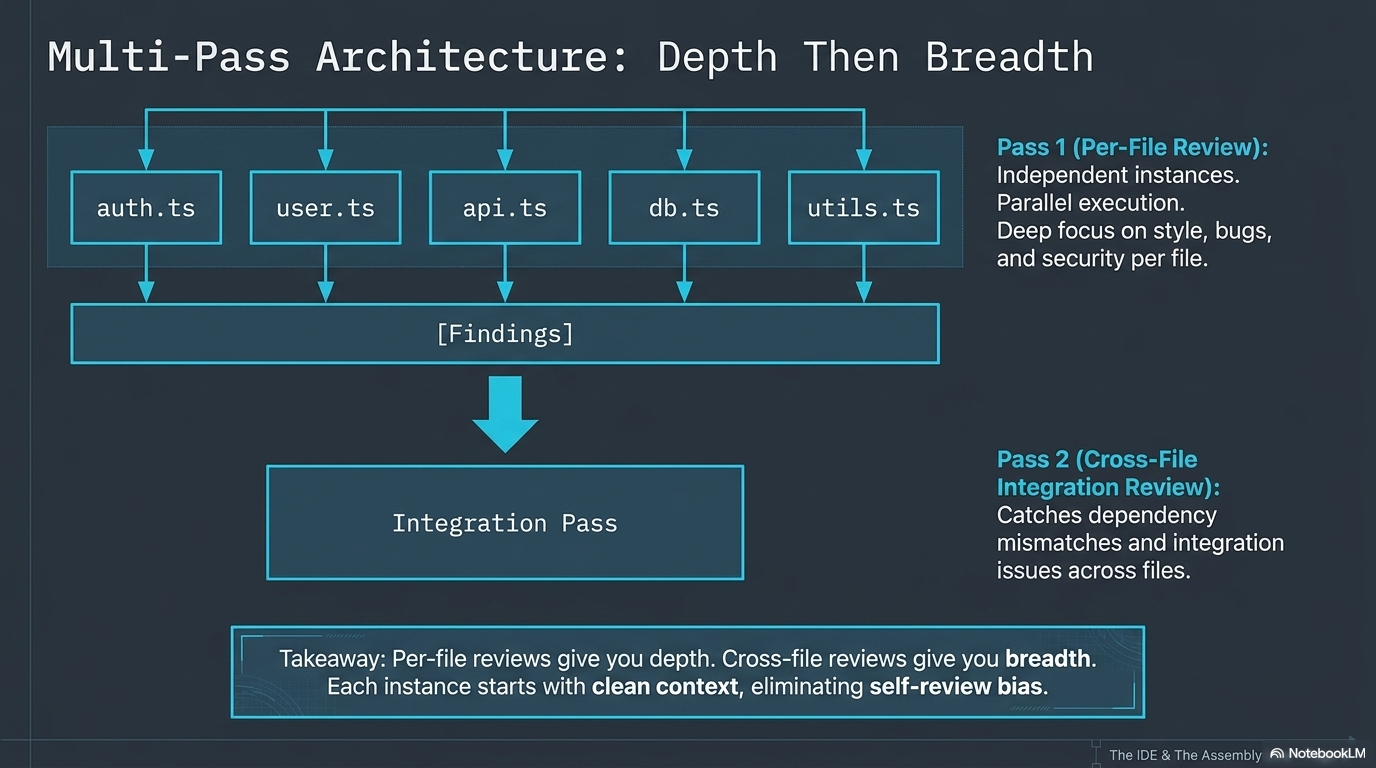 Multi-Pass Architecture: Depth Then Breadth
auth.ts
user.ts
api.ts
db.ts
utils.ts
Pass 1 (Per-File Review):
Independent instances.
Parallel execution.
Deep focus on style, bugs,
and security per file.
[Findings]
Integration Pass
Pass 2 (Cross-File
Integration Review):
Catches dependency
mismatches and integration
issues across files.
Takeaway: Per-file reviews give you depth. Cross-file reviews give you breadth.
Each instance starts with clean context, eliminating self-review bias.
The IDE & The Assembly
NotebookLM